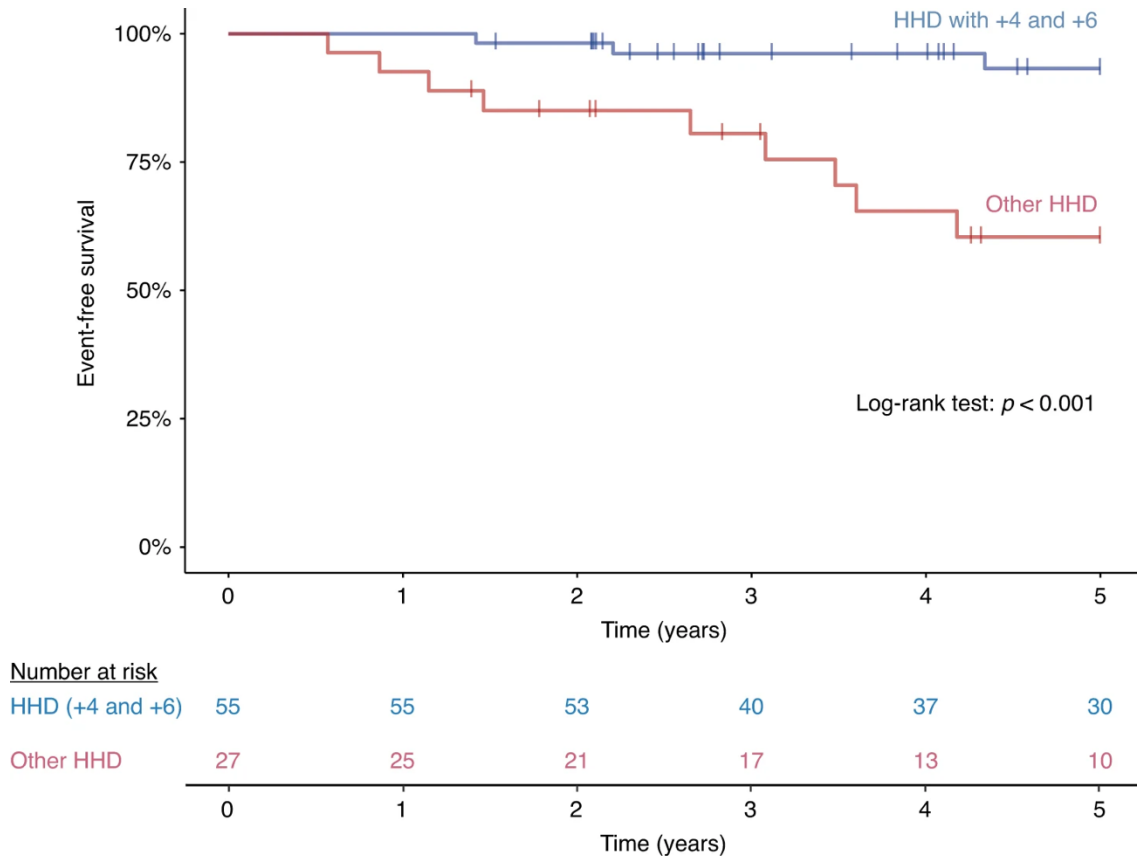 HHD with +4 and +6
100%
75%
Other HHD
50%
Event-free survival
25%
Log-rank test: p < 0.001
0%
0 1 2 3 4 5
Time (years)
Number at risk
HHD (+4 and +6) 55 55 53 40 37 30
Other HHD 27 25 21 17 13 10
0 1 2 3 4 5
Time (years)